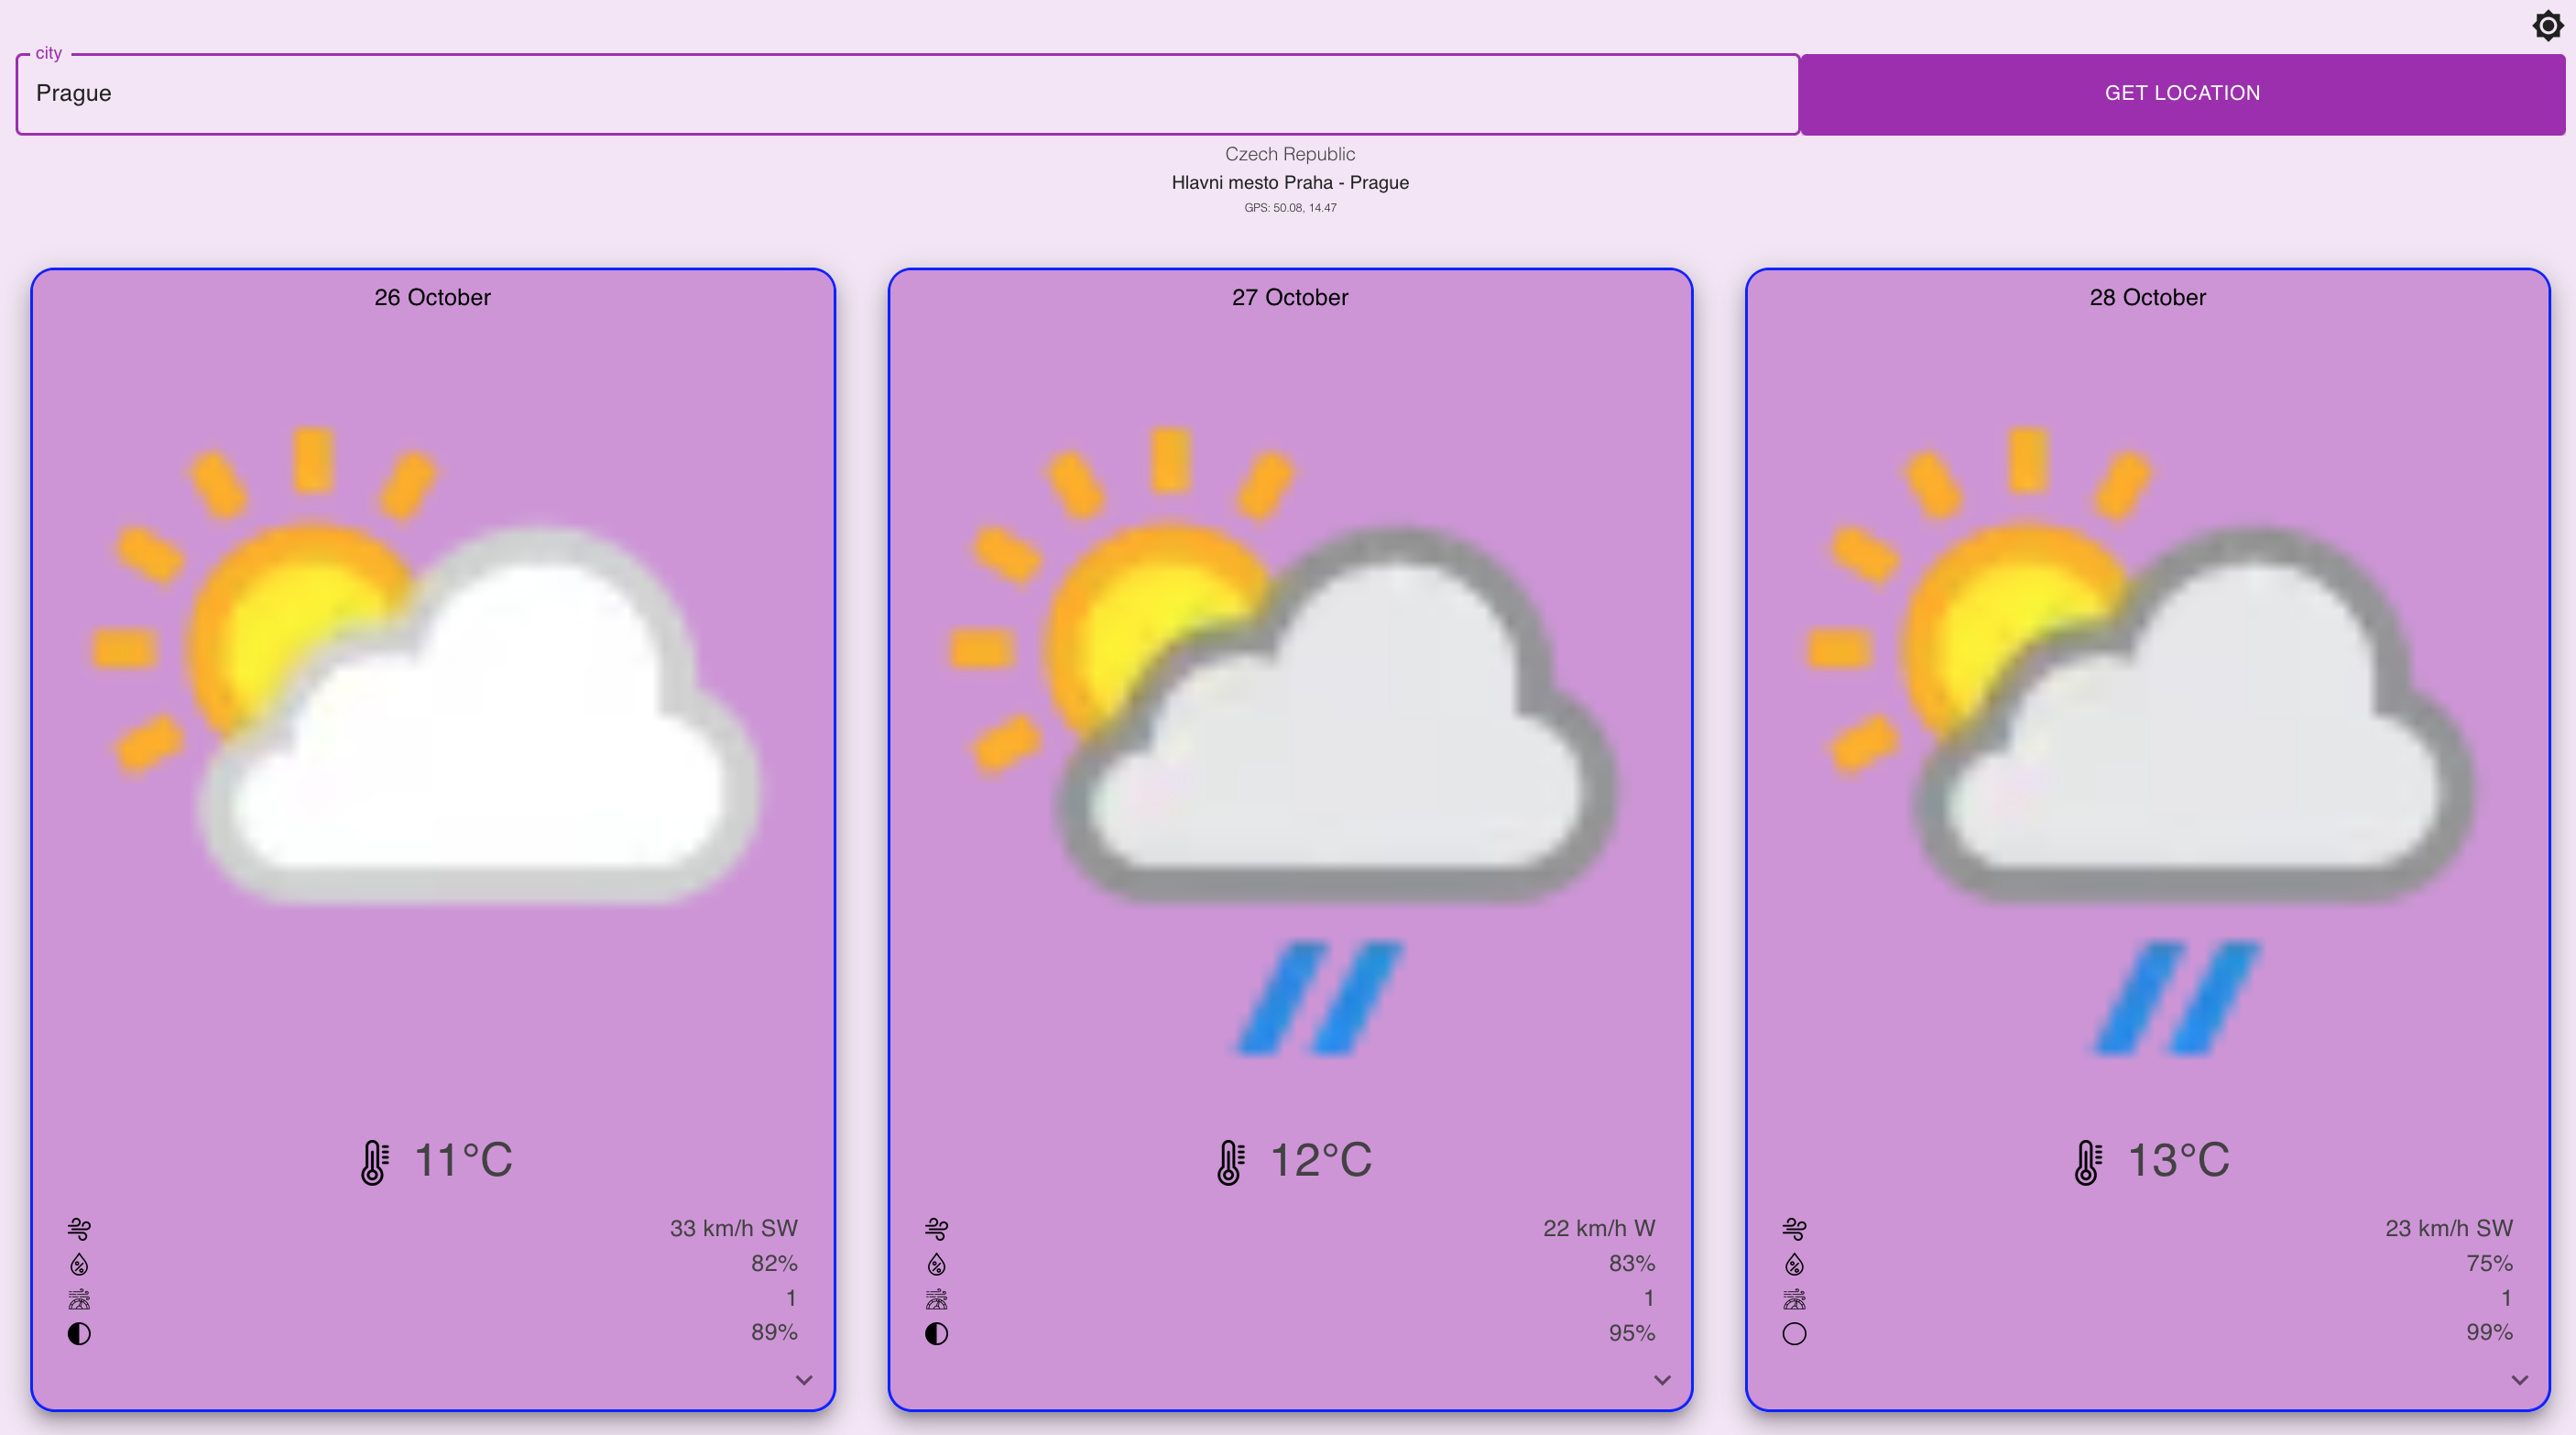 city
Prague
GET LOCATION
Czech Republic
Hlavni mesto Praha - Prague
GPS: 50.08, 14.47
26 October
11°C
33 km/h SW
82%
1
89%
27 October
12°C
22 km/h W
83%
1
95%
28 October
13°C
23 km/h SW
75%
1
99%